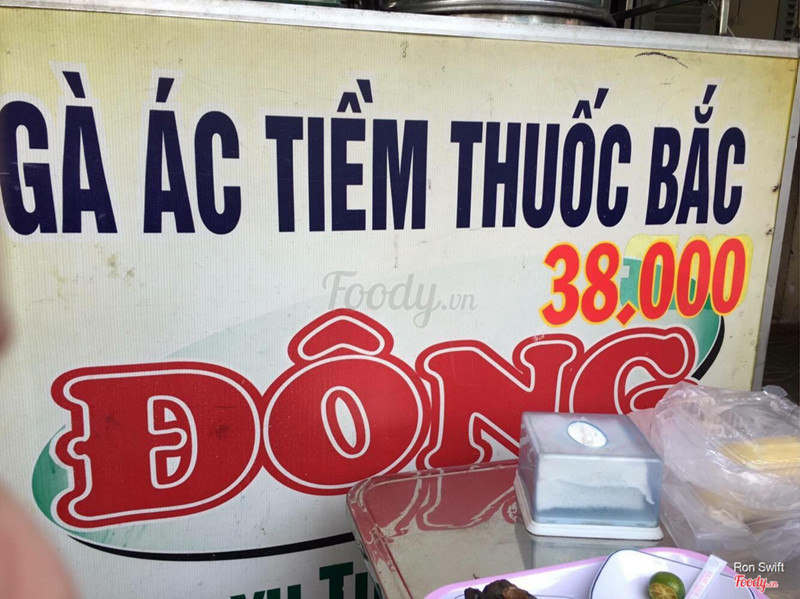 GÀ ÁC TIỀM THUỐC BẮC
38.000
Foody.vn
ĐÔNG
Ron Swift
Foody.vn